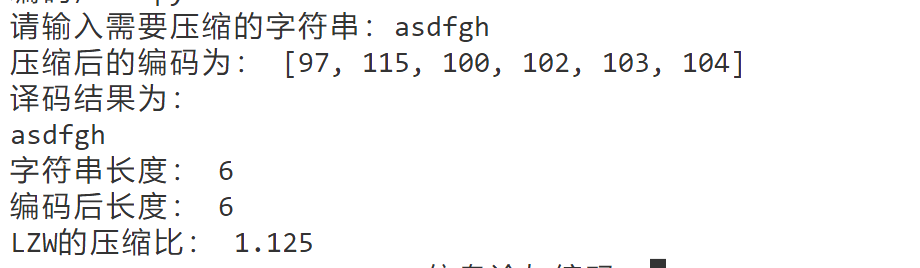 请输入需要压缩的字符串：asdfgh
压缩后的编码为： [97, 115, 100, 102, 103, 104]
译码结果为：
asdfgh
字符串长度： 6
编码后长度： 6
LZW的压缩比： 1.125